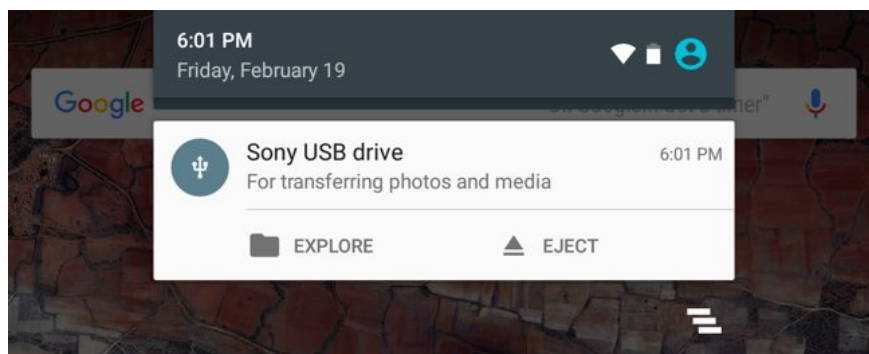 6:01 PM
Friday, February 19
Google
Sony USB drive
6:01 PM
For transferring photos and media
EXPLORE
EJECT